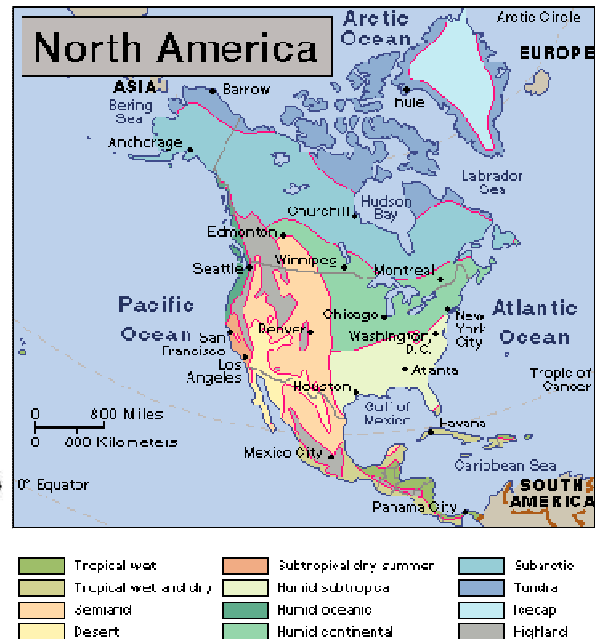 North America
Arctic
Ocean
Arctic Circle
EUROPE
ASIA
Bering
Sea
Barrow
Anchorage
Labrador
Sea
Hudson
Bay
Churchill
Edmonton
Winnipeg
Seattle
Montreal
Pacific
Ocean
Atlantic
Ocean
Chicago
New
York
City
Denver
Washington
D.C.
San
Francisco
Los
Angeles
Atlanta
Tropic of
Cancer
Houston
Gulf of
Mexico
0 800 Miles
0 800 Kilometers
Havana
Mexico City
Caribbean Sea
0° Equator
SOUTH
AMERICA
Panama City
Tropical wet
Tropical wet and dry
Semiarid
Desert
Subtropical dry summer
Humid subtropical
Humid oceanic
Humid continental
Subarctic
Tundra
Icecap
Highland